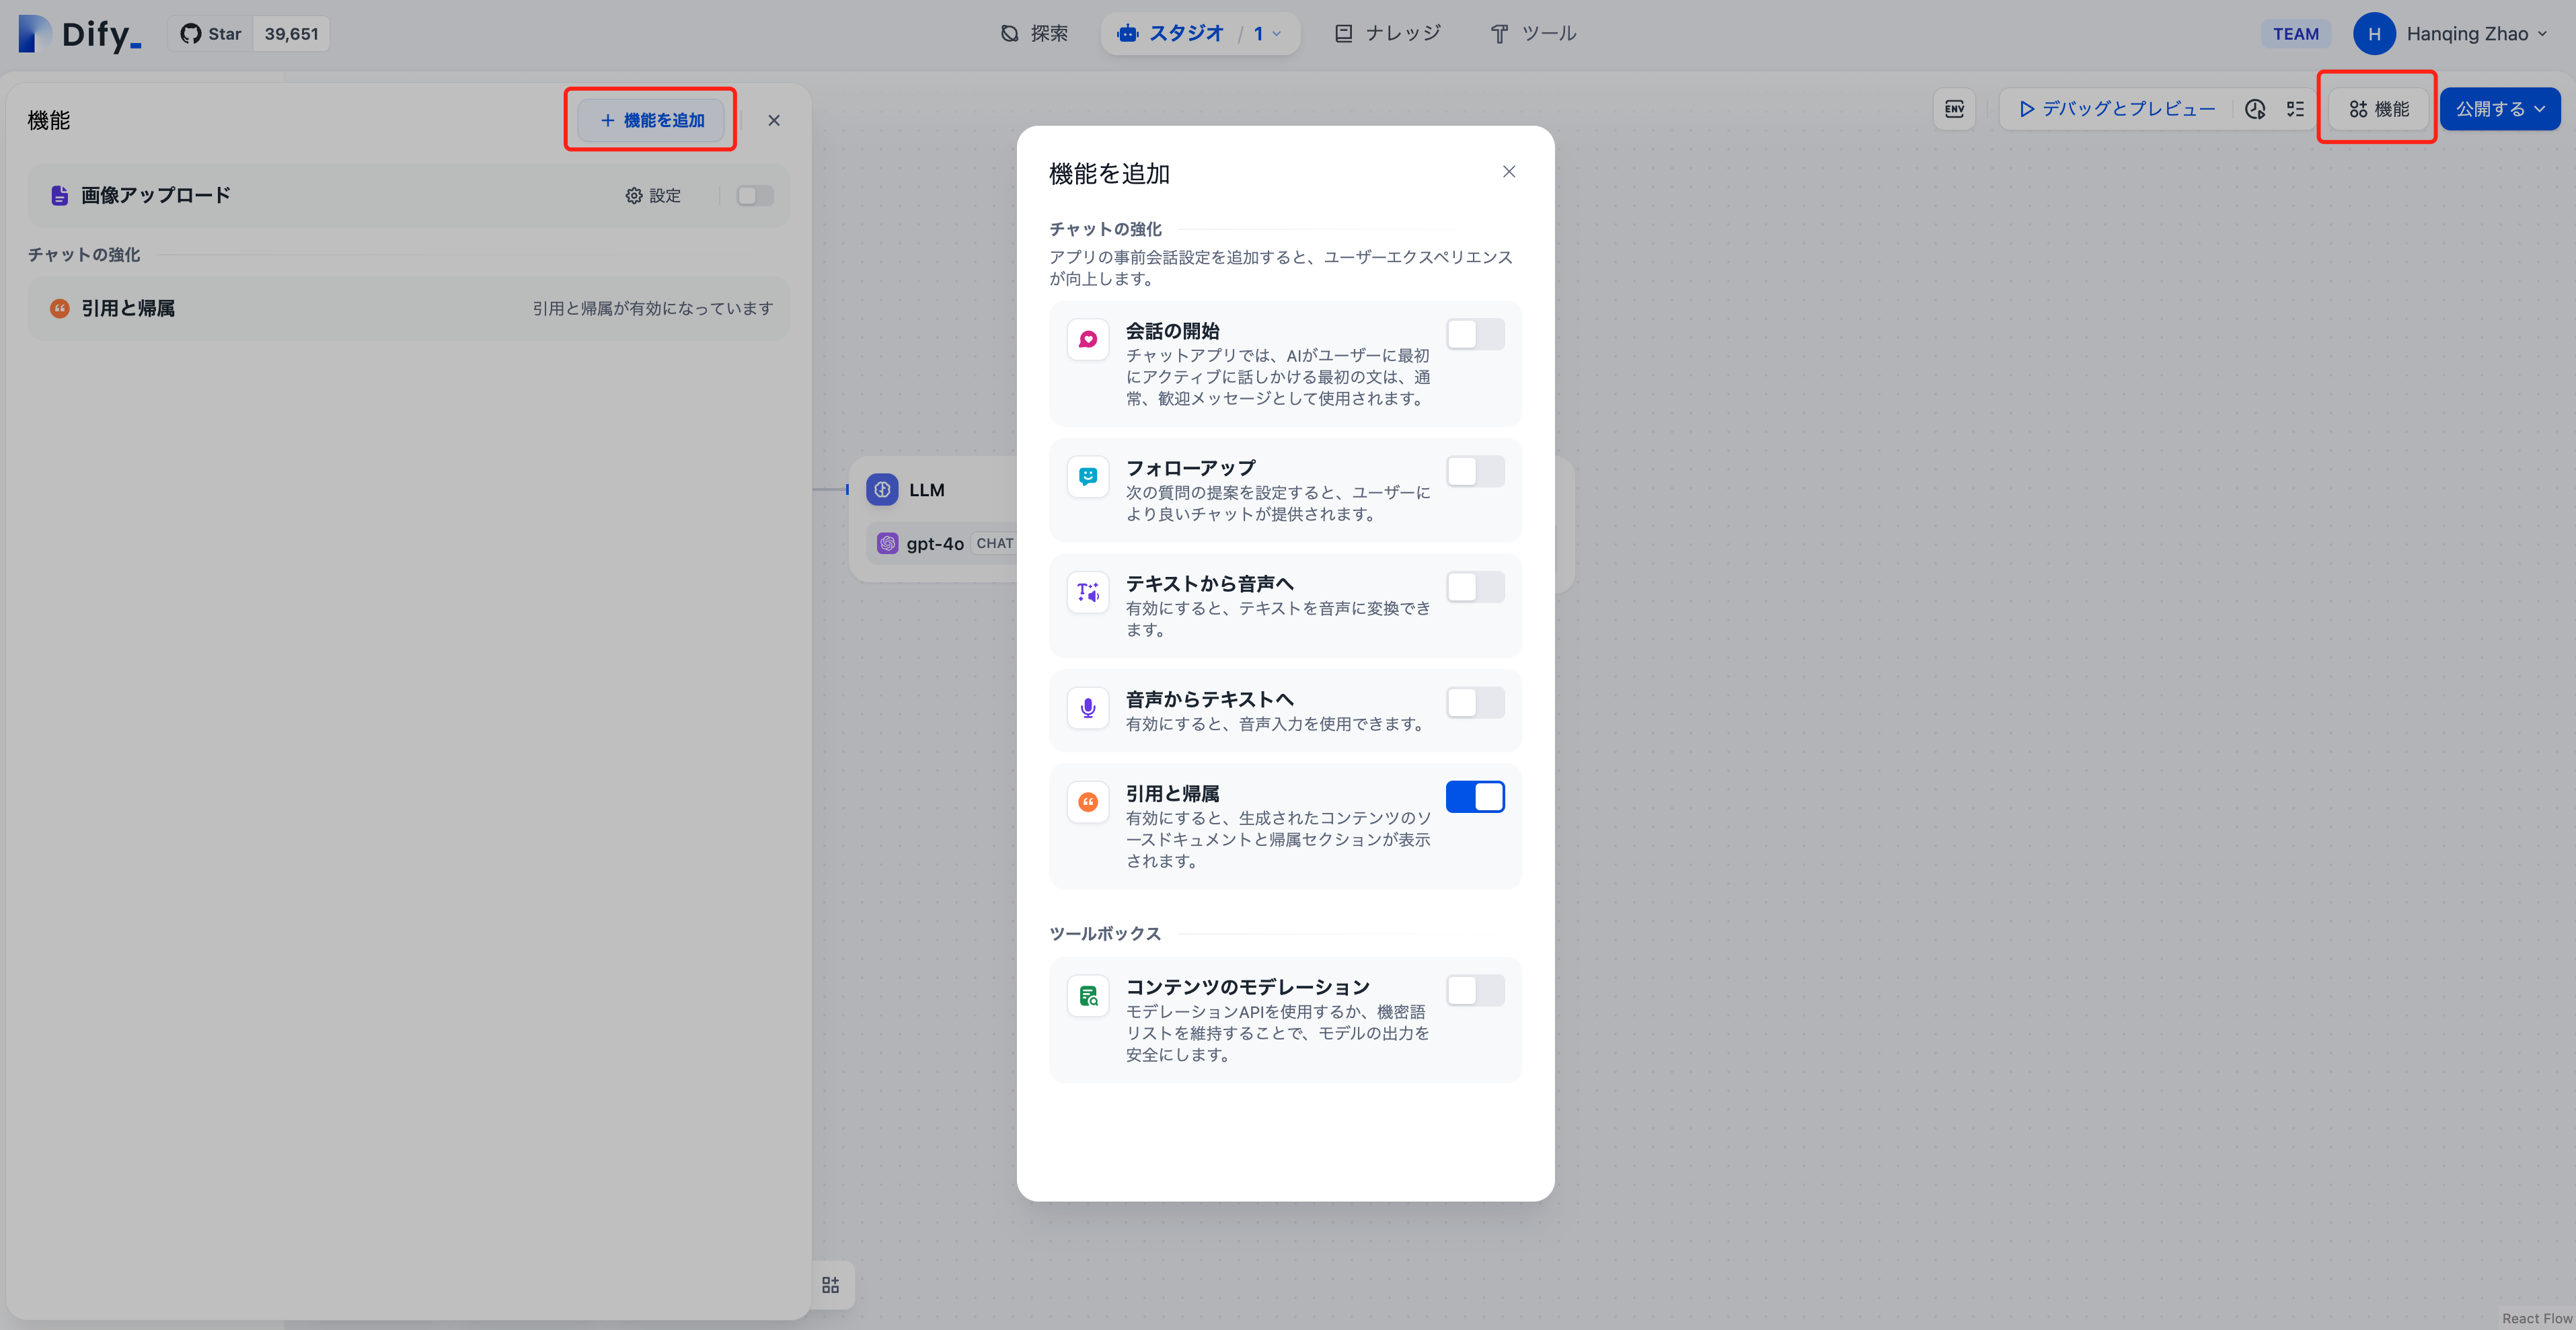 Dify_
Star 39,651
探索
スタジオ / 1
ナレッジ
ツール
TEAM
H
Hanqing Zhao
機能
+ 機能を追加
画像アップロード
設定
チャットの強化
引用と帰属
引用と帰属が有効になっています
ENV
デバッグとプレビュー
機能
公開する
LLM
gpt-4o CHAT
機能を追加
チャットの強化
アプリの事前会話設定を追加すると、ユーザーエクスペリエンス
が向上します。
会話の開始
チャットアプリでは、AIがユーザーに最初
にアクティブに話しかける最初の文は、通
常、歓迎メッセージとして使用されます。
フォローアップ
次の質問の提案を設定すると、ユーザーに
より良いチャットが提供されます。
テキストから音声へ
有効にすると、テキストを音声に変換でき
ます。
音声からテキストへ
有効にすると、音声入力を使用できます。
引用と帰属
有効にすると、生成されたコンテンツのソ
ースドキュメントと帰属セクションが表示
されます。
ツールボックス
コンテンツのモデレーション
モデレーションAPIを使用するか、機密語
リストを維持することで、モデルの出力を
安全にします。
React Flow